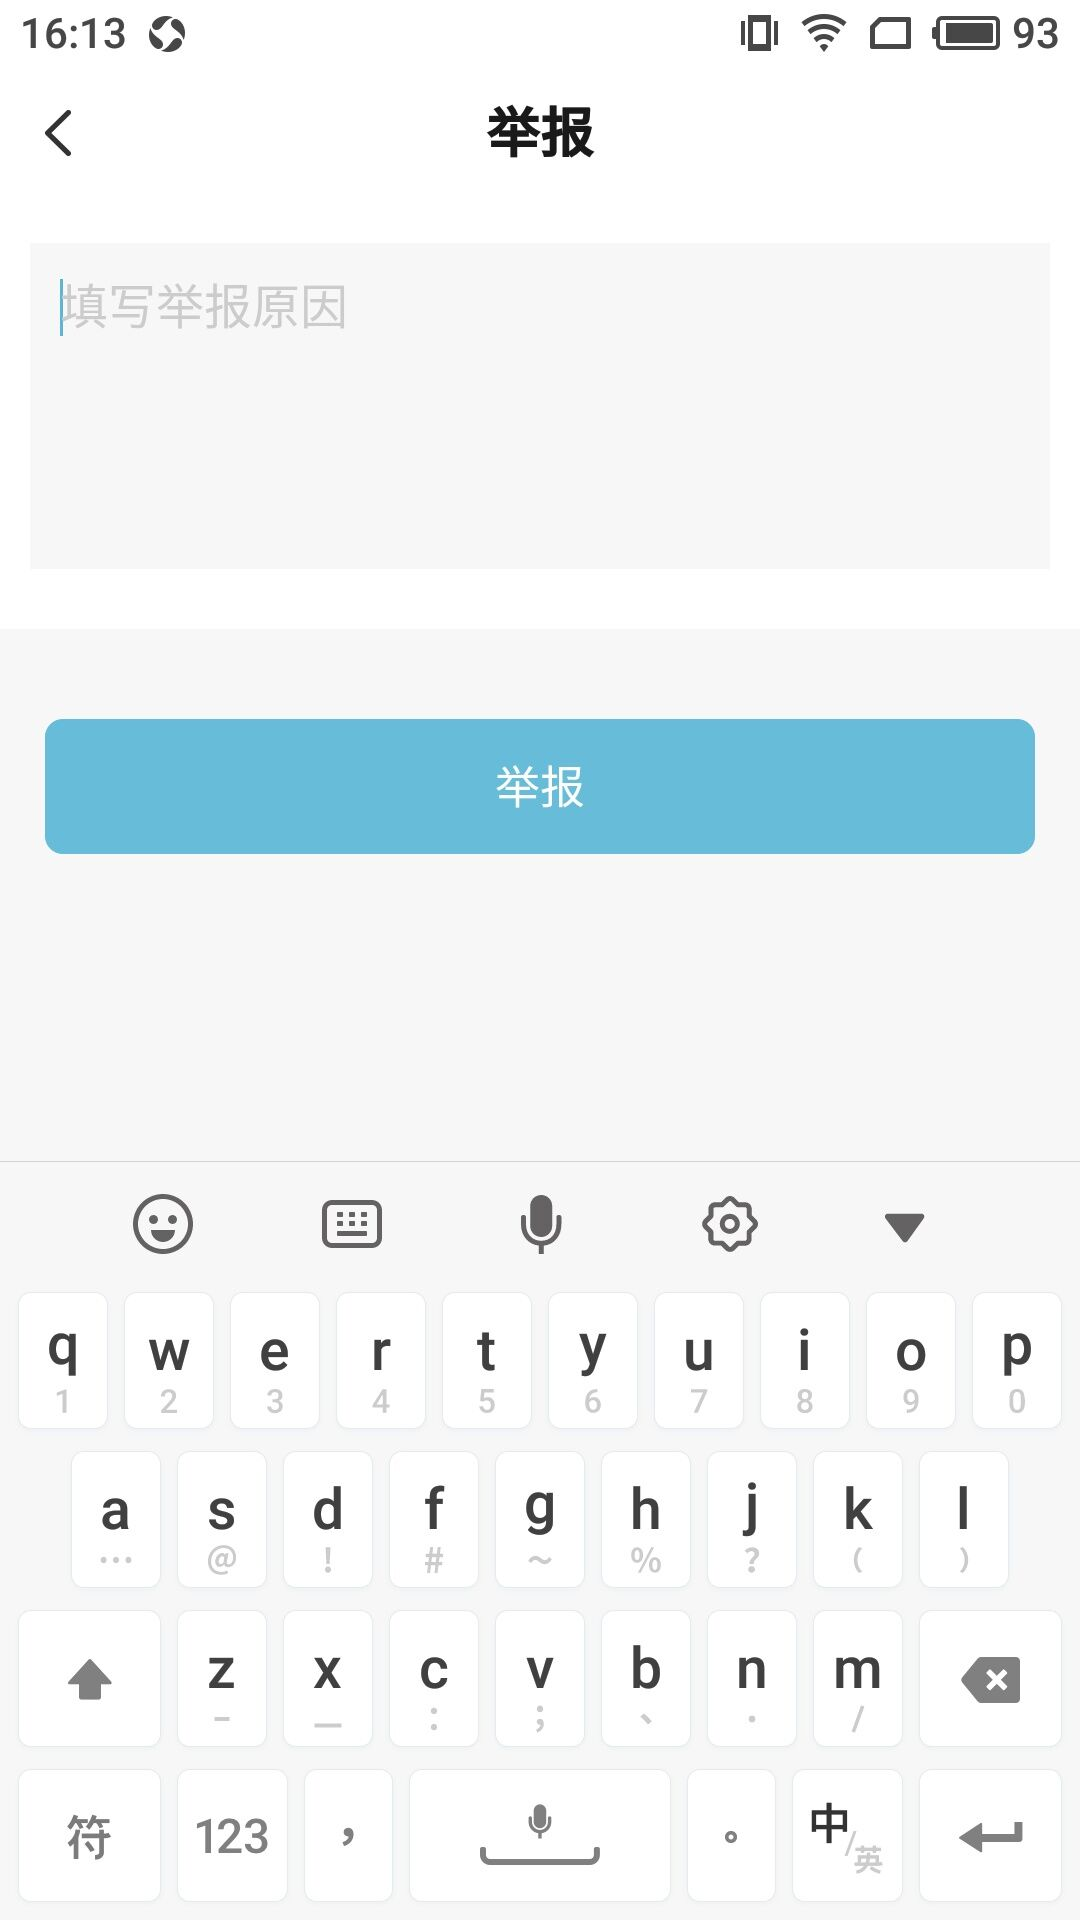 16:13 93
举报
填写举报原因
举报
q w e r t y u i o p
1 2 3 4 5 6 7 8 9 0
a s d f g h j k l
… @ ! # ~ % ? ( )
z x c v b n m
- — : ; 、 · /
符 123 , 。 中/英